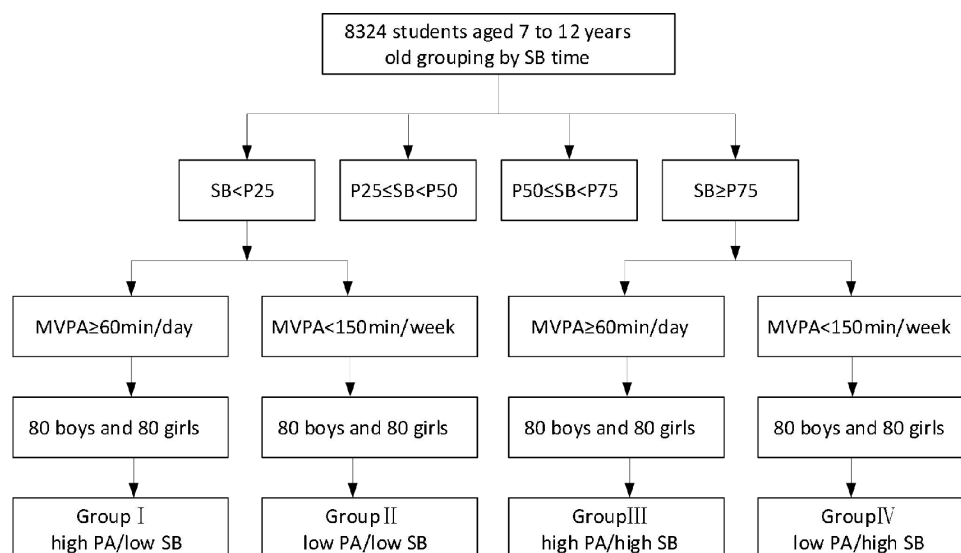 8324 students aged 7 to 12 years
old grouping by SB time
SB<P25
P25≤SB<P50
P50≤SB<P75
SB≥P75
MVPA≥60min/day
MVPA<150min/week
MVPA≥60min/day
MVPA<150min/week
80 boys and 80 girls
80 boys and 80 girls
80 boys and 80 girls
80 boys and 80 girls
Group Ⅰ
high PA/low SB
Group Ⅱ
low PA/low SB
GroupⅢ
high PA/high SB
GroupⅣ
low PA/high SB